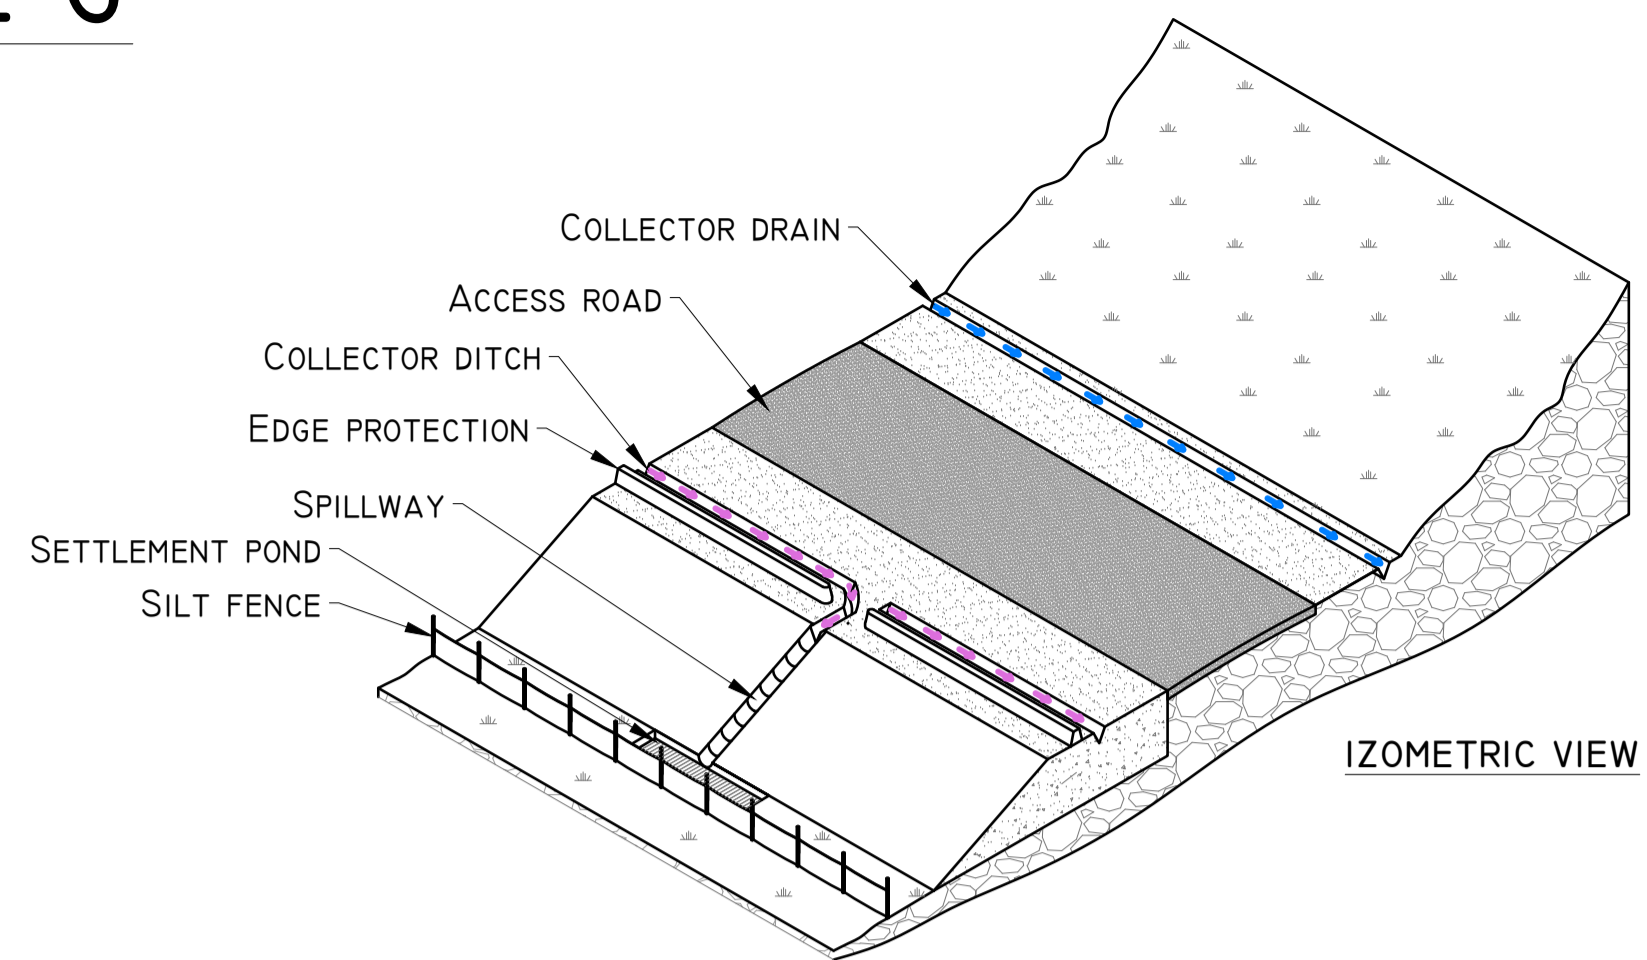 COLLECTOR DRAIN
ACCESS ROAD
COLLECTOR DITCH
EDGE PROTECTION
SPILLWAY
SETTLEMENT POND
SILT FENCE
IZOMETRIC VIEW